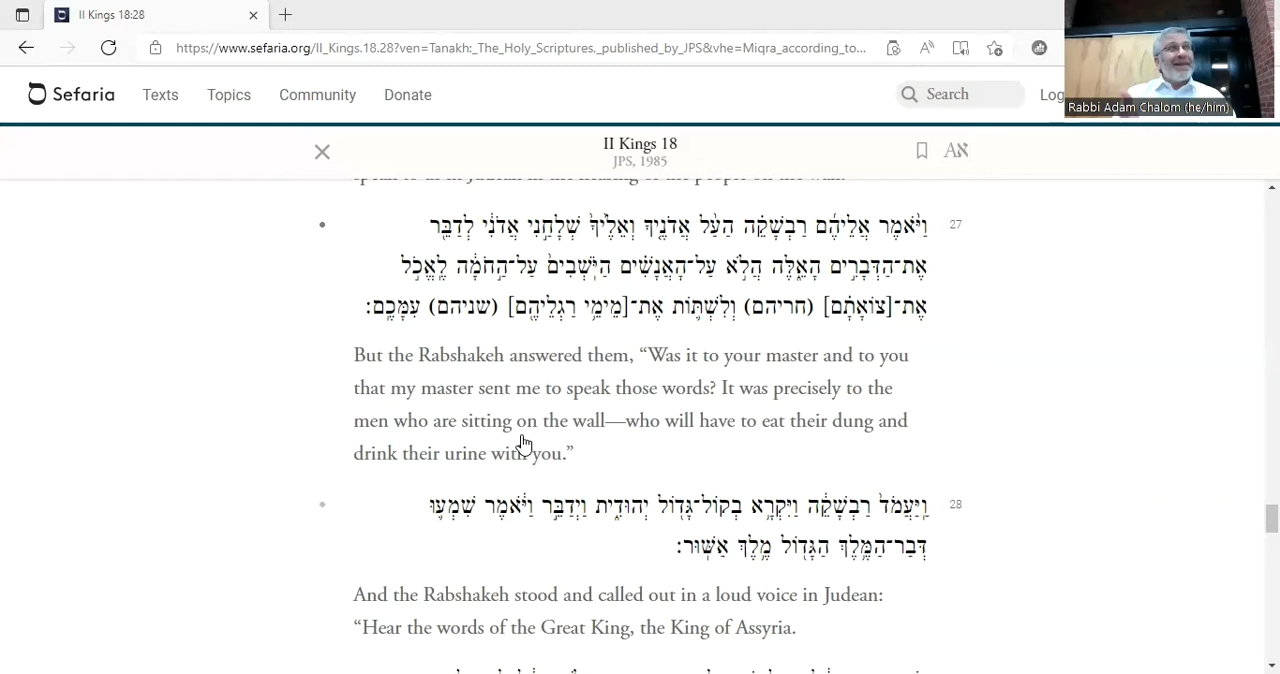 II Kings 18:28
https://www.sefaria.org/II_Kings.18.28?ven=Tanakh:_The_Holy_Scriptures,_published_by_JPS&vhe=Miqra_according_to...
Sefaria Texts Topics Community Donate Search Log
Rabbi Adam Chalom (he/him)
II Kings 18
JPS, 1985
וַיֹּ֨אמֶר אֲלֵיהֶ֜ם רַבְשָׁקֵ֗ה הַעַ֨ל אֲדֹנֶ֤יךָ וְאֵלֶ֙יךָ֙ שְׁלָחַ֣נִי אֲדֹנִ֔י לְדַבֵּ֖ר 27
אֶת־הַדְּבָרִ֣ים הָאֵ֑לֶּה הֲלֹ֣א עַל־הָאֲנָשִׁ֗ים הַיֹּֽשְׁבִים֙ עַל־הַ֣חֹמָ֔ה לֶאֱכֹ֣ל
אֶת־[צוֹאָתָ֗ם] (חריהם) וְלִשְׁתּ֛וֹת אֶת־[מֵימֵ֥י רַגְלֵיהֶ֖ם] (שניהם) עִמָּכֶֽם׃
But the Rabshakeh answered them, “Was it to your master and to you
that my master sent me to speak those words? It was precisely to the
men who are sitting on the wall—who will have to eat their dung and
drink their urine with you.”
וַֽיַּעֲמֹד֙ רַבְשָׁקֵ֔ה וַיִּקְרָ֥א בְקוֹל־גָּד֖וֹל יְהוּדִ֑ית וַיְדַבֵּ֣ר וַיֹּ֔אמֶר שִׁמְע֛וּ 28
דְּבַר־הַמֶּ֥לֶךְ הַגָּד֖וֹל מֶ֥לֶךְ אַשּֽׁוּר׃
And the Rabshakeh stood and called out in a loud voice in Judean:
“Hear the words of the Great King, the King of Assyria.